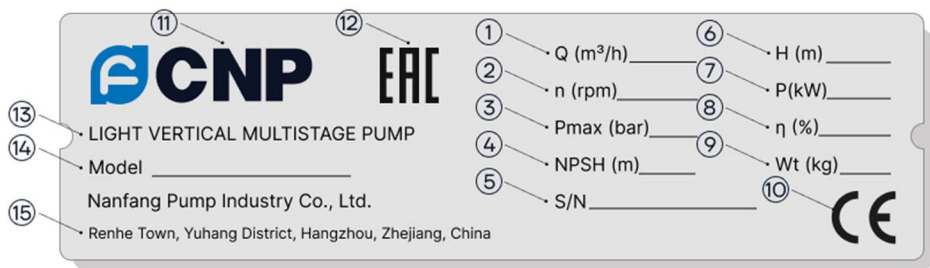 11 12 1 6
CNP EAC Q (m³/h) H (m)
2 7
n (rpm) P(kW)
13 3 8
LIGHT VERTICAL MULTISTAGE PUMP Pmax (bar) η (%)
14 4 9
Model NPSH (m) Wt (kg)
5 10
Nanfang Pump Industry Co., Ltd. S/N CE
15
Renhe Town, Yuhang District, Hangzhou, Zhejiang, China